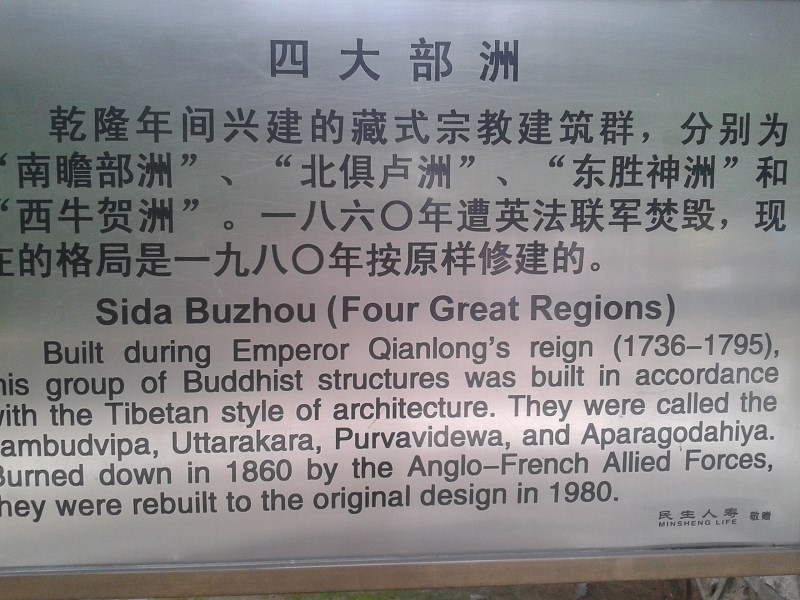 四大部洲
乾隆年间兴建的藏式宗教建筑群，分别为
“南瞻部洲”、“北俱卢洲”、“东胜神洲”和
“西牛贺洲”。一八六〇年遭英法联军焚毁，现
在的格局是一九八〇年按原样修建的。
Sida Buzhou (Four Great Regions)
Built during Emperor Qianlong's reign (1736–1795),
his group of Buddhist structures was built in accordance
with the Tibetan style of architecture. They were called the
ambudvipa, Uttarakara, Purvavidewa, and Aparagodahiya.
Burned down in 1860 by the Anglo–French Allied Forces,
hey were rebuilt to the original design in 1980.
民生人寿 敬赠
MINSHENG LIFE